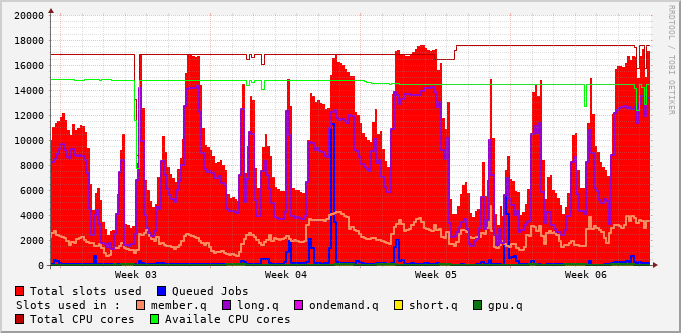 20000
18000
16000
14000
12000
10000
8000
6000
4000
2000
0
Week 03 Week 04 Week 05 Week 06
RRDTOOL / TOBI OETIKER
Total slots used Queued Jobs
Slots used in : member.q long.q ondemand.q short.q gpu.q
Total CPU cores Availale CPU cores